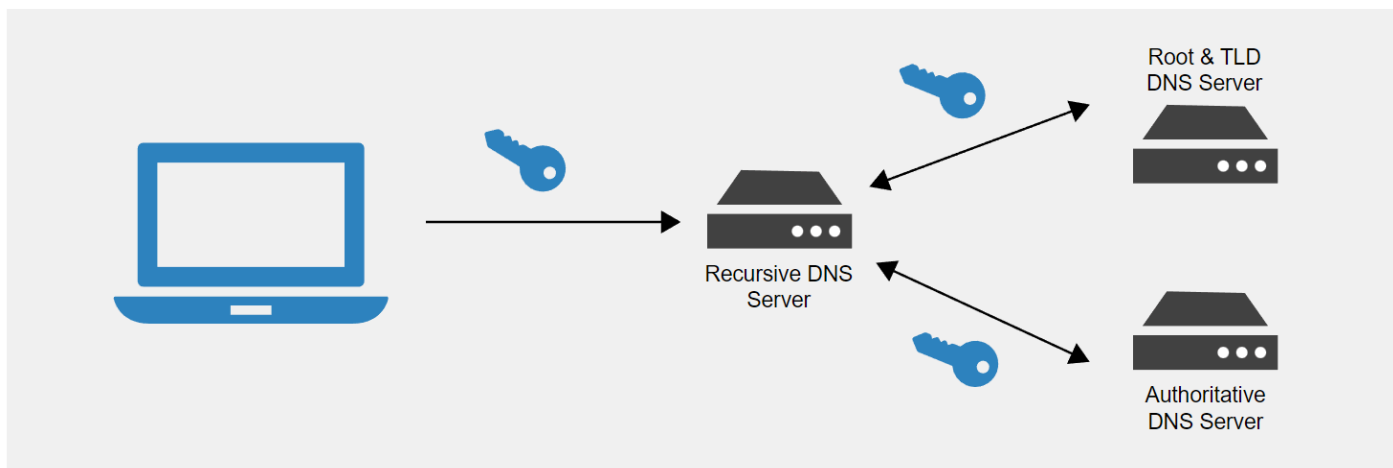 Root & TLD
DNS Server
Recursive DNS
Server
Authoritative
DNS Server